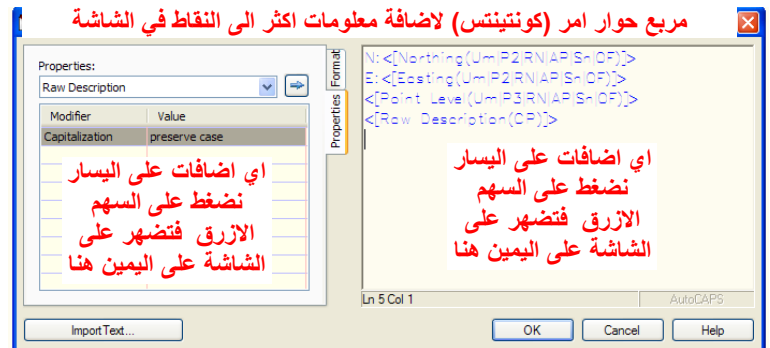 مربع حوار امر (كونتينتس) لاضافة معلومات اكثر الى النقاط في الشاشة
Properties:
Raw Description
Modifier Value
Capitalization preserve case
اي اضافات على اليسار
نضغط على السهم
الازرق فتضهر على
الشاشة على اليمين هنا
Format
Properties
N:<[Northing(Um|P2|RN|AP|Sn|OF)]>
E:<[Easting(Um|P2|RN|AP|Sn|OF)]>
<[Point Level(Um|P3|RN|AP|Sn|OF)]>
<[Raw Description(CP)]>
اي اضافات على اليسار
نضغط على السهم
الازرق فتضهر على
الشاشة على اليمين هنا
Ln 5 Col 1 AutoCAPS
Import Text... OK Cancel Help